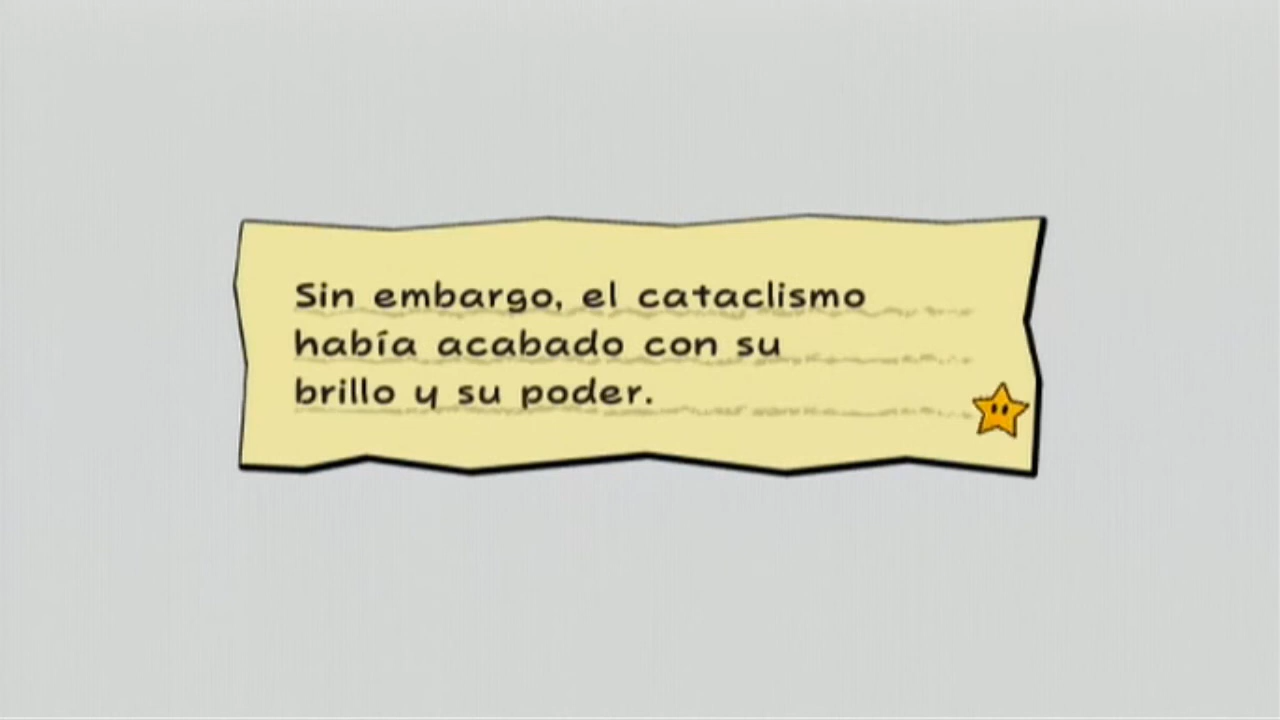 Sin embargo, el cataclismo
había acabado con su
brillo y su poder.